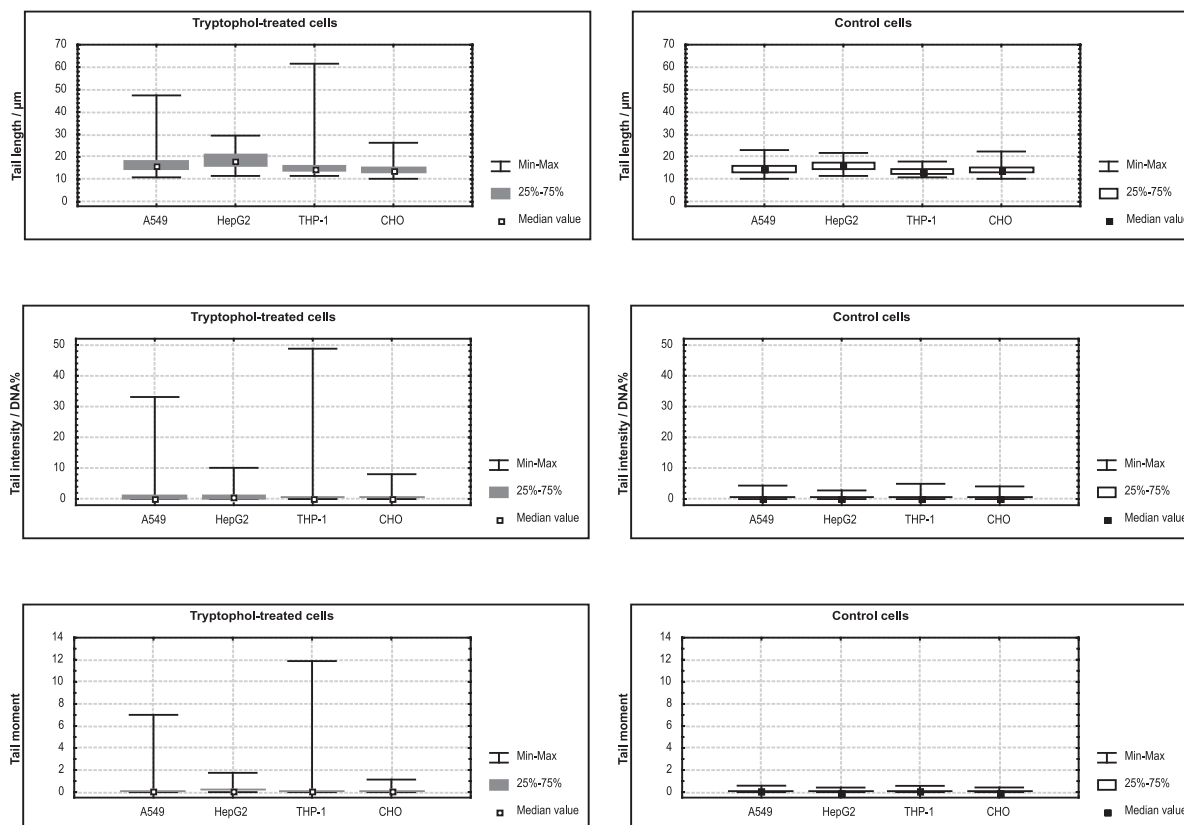 Tryptophol-treated cells
Tail length / µm
70
60
50
40
30
20
10
0
A549 HepG2 THP-1 CHO
Min-Max
25%-75%
Median value
Control cells
Tail length / µm
70
60
50
40
30
20
10
0
A549 HepG2 THP-1 CHO
Min-Max
25%-75%
Median value
Tryptophol-treated cells
Tail intensity / DNA%
50
40
30
20
10
0
A549 HepG2 THP-1 CHO
Min-Max
25%-75%
Median value
Control cells
Tail intensity / DNA%
50
40
30
20
10
0
A549 HepG2 THP-1 CHO
Min-Max
25%-75%
Median value
Tryptophol-treated cells
Tail moment
14
12
10
8
6
4
2
0
A549 HepG2 THP-1 CHO
Min-Max
25%-75%
Median value
Control cells
Tail moment
14
12
10
8
6
4
2
0
A549 HepG2 THP-1 CHO
Min-Max
25%-75%
Median value